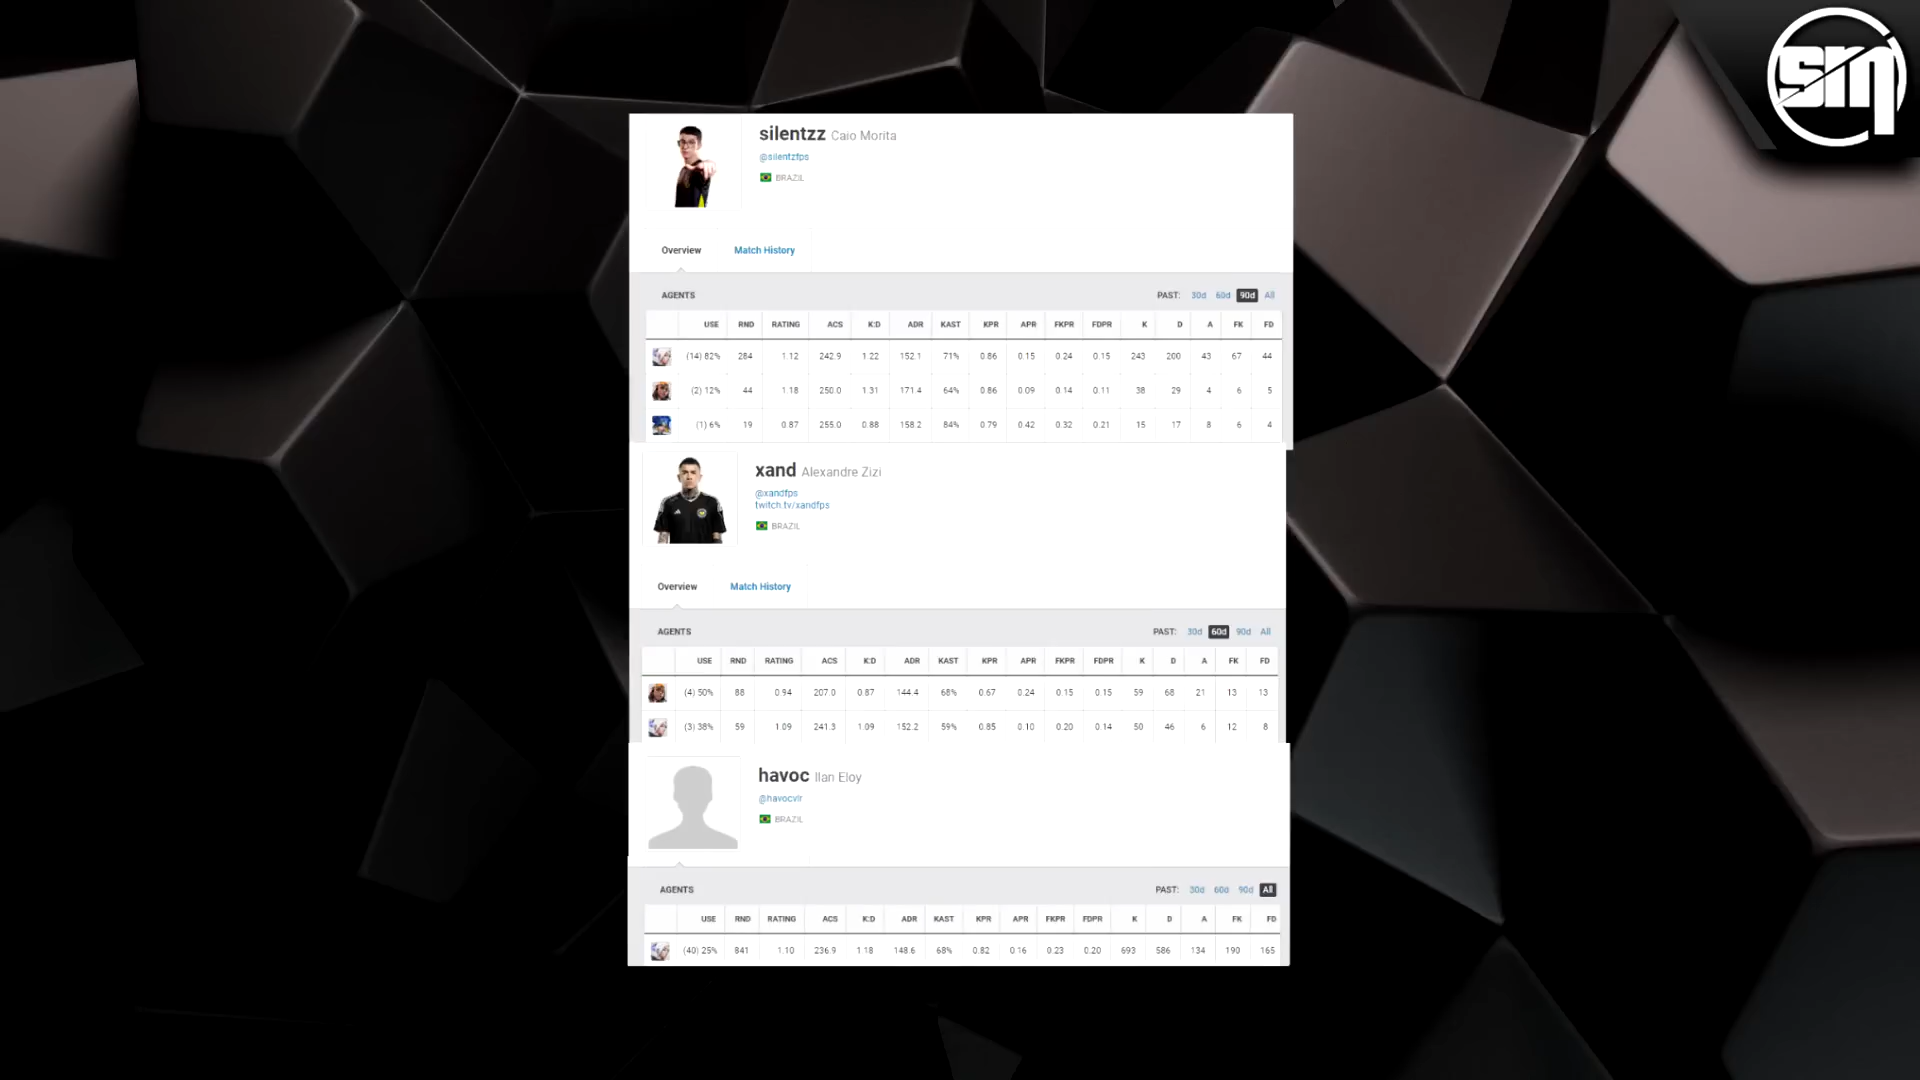 sm
silentzz Caio Morita
@silentzfps
BRAZIL
Overview Match History
AGENTS PAST: 30d 60d 90d All
USE RND RATING ACS K:D ADR KAST KPR APR FKPR FDPR K D A FK FD
(14) 82% 284 1.12 242.9 1.22 152.1 71% 0.86 0.15 0.24 0.15 243 200 43 67 44
(2) 12% 44 1.18 250.0 1.31 171.4 64% 0.86 0.09 0.14 0.11 38 29 4 6 5
(1) 6% 19 0.87 255.0 0.88 158.2 84% 0.79 0.42 0.32 0.21 15 17 8 6 4
xand Alexandre Zizi
@xandfps
twitch.tv/xandfps
BRAZIL
Overview Match History
AGENTS PAST: 30d 60d 90d All
USE RND RATING ACS K:D ADR KAST KPR APR FKPR FDPR K D A FK FD
(4) 50% 88 0.94 207.0 0.87 144.4 68% 0.67 0.24 0.15 0.15 59 68 21 13 13
(3) 38% 59 1.09 241.3 1.09 152.2 59% 0.85 0.10 0.20 0.14 50 46 6 12 8
havoc Ilan Eloy
@havocvlr
BRAZIL
AGENTS PAST: 30d 60d 90d All
USE RND RATING ACS K:D ADR KAST KPR APR FKPR FDPR K D A FK FD
(40) 25% 841 1.10 236.9 1.18 148.6 68% 0.82 0.16 0.23 0.20 693 586 134 190 165